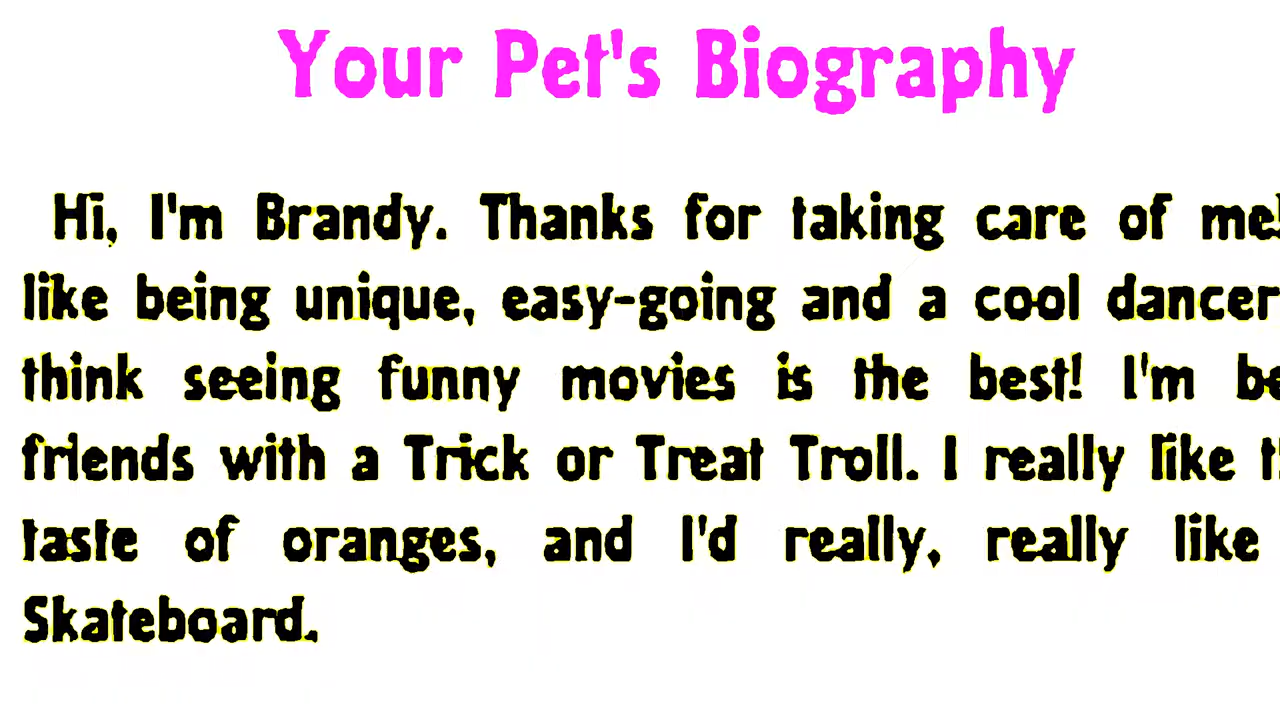 Your Pet's Biography
Hi, I'm Brandy. Thanks for taking care of me!
like being unique, easy-going and a cool dancer
think seeing funny movies is the best! I'm be
friends with a Trick or Treat Troll. I really like th
taste of oranges, and I'd really, really like
Skateboard.